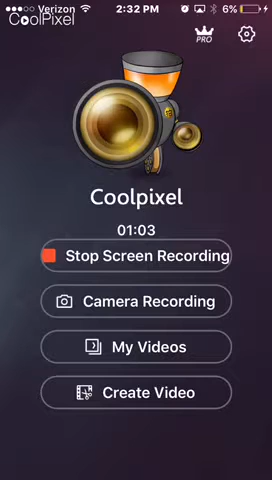 Verizon 2:32 PM 6%
CoolPixel
PRO
Coolpixel
01:03
Stop Screen Recording
Camera Recording
My Videos
Create Video